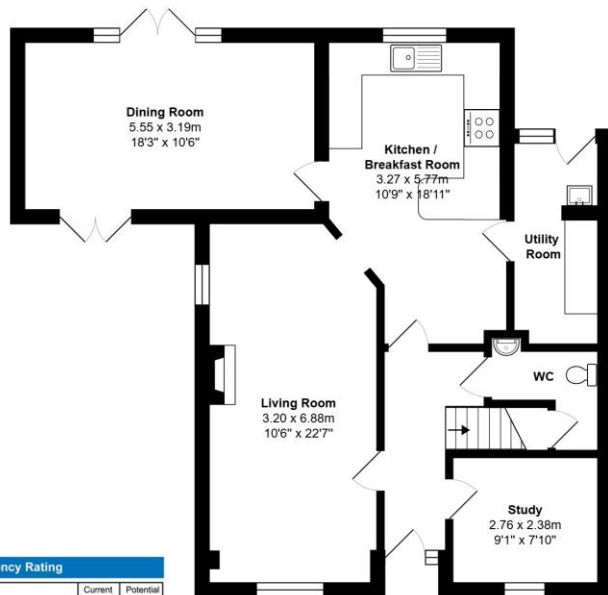 Dining Room
5.55 x 3.19m
18'3" x 10'6"
Kitchen /
Breakfast Room
3.27 x 5.77m
10'9" x 18'11"
Utility
Room
WC
Living Room
3.20 x 6.88m
10'6" x 22'7"
Study
2.76 x 2.38m
9'1" x 7'10"
ncy Rating
Current Potential